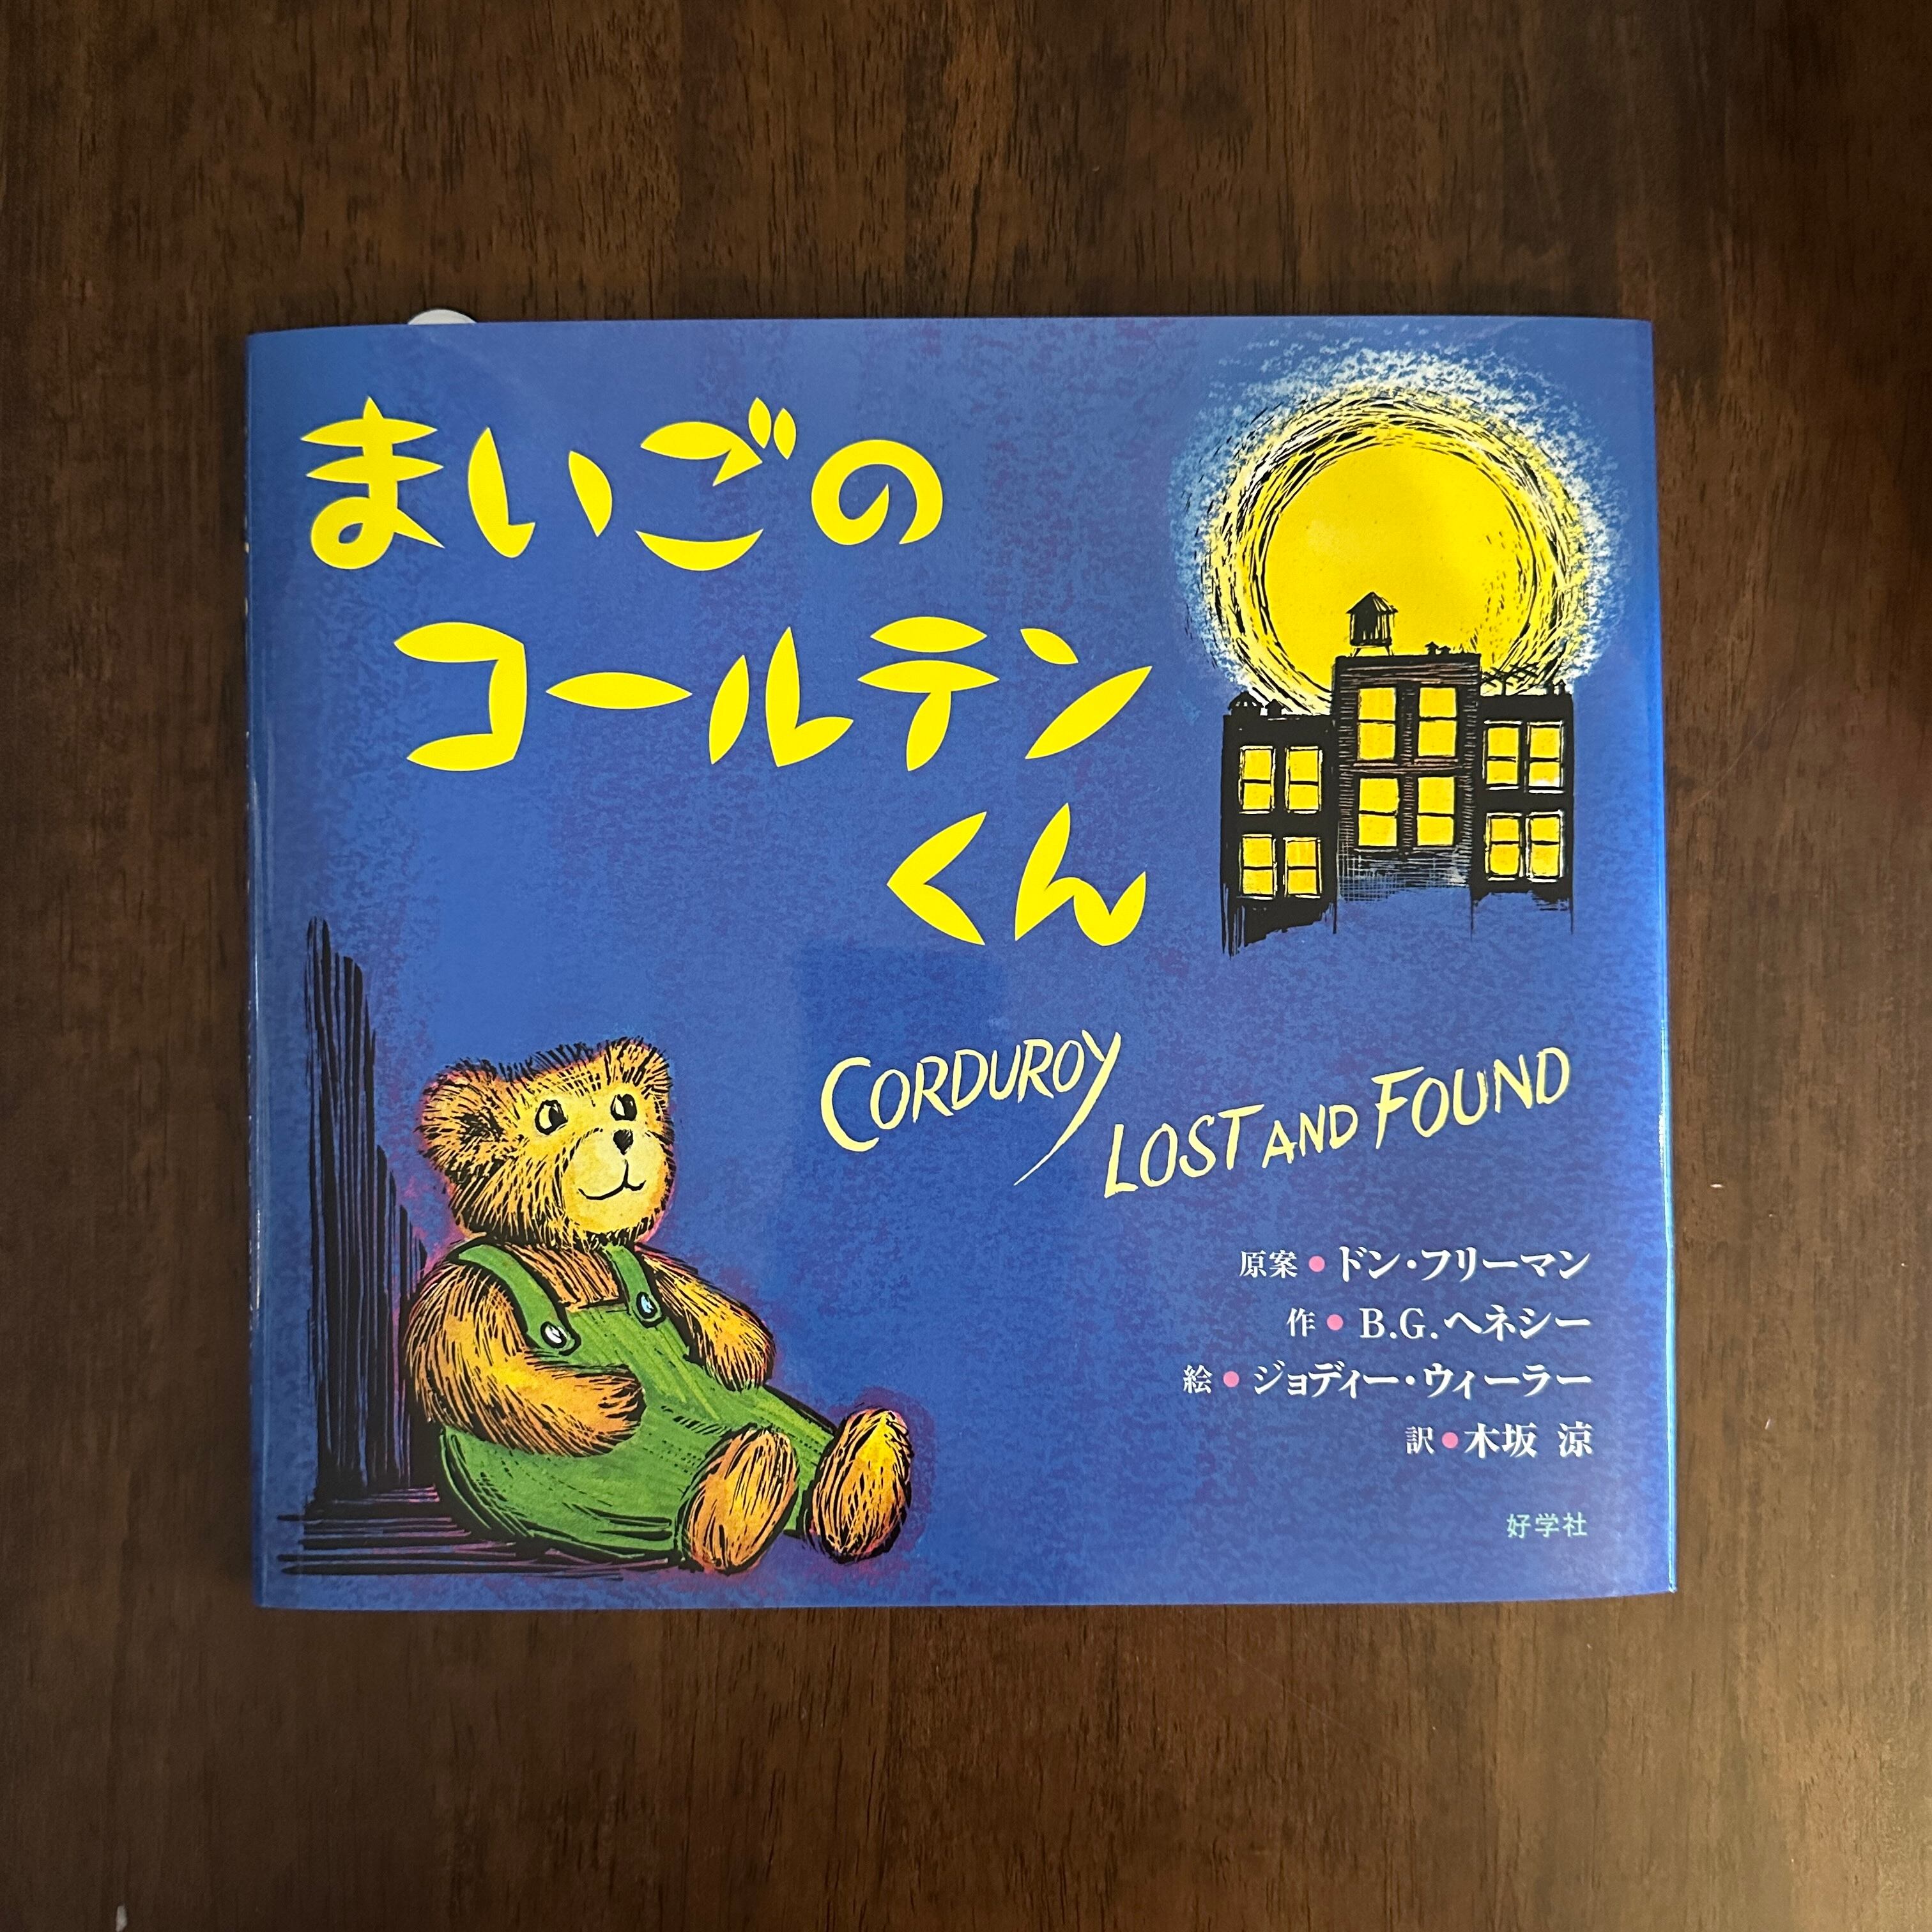 まいごの
コールテン
くん
CORDUROY
LOST AND FOUND
原案●ドン・フリーマン
作●B.G.ヘネシー
絵●ジョディー・ウィーラー
訳●木坂 涼
好学社